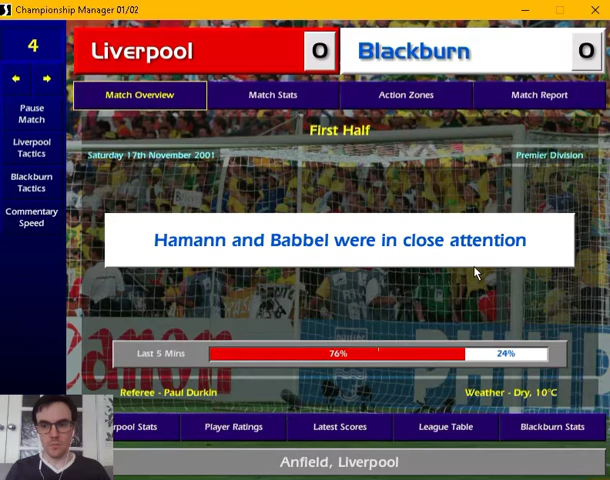 Championship Manager 01/02
4
Liverpool 0 Blackburn 0
Pause
Match
Liverpool
Tactics
Blackburn
Tactics
Commentary
Speed
Match Overview Match Stats Action Zones Match Report
First Half
Saturday 17th November 2001 Premier Division
Hamann and Babbel were in close attention
Last 5 Mins 76% 24%
Canon PHILIP
Referee - Paul Durkin Weather - Dry, 10°C
rpool Stats Player Ratings Latest Scores League Table Blackburn Stats
Anfield, Liverpool